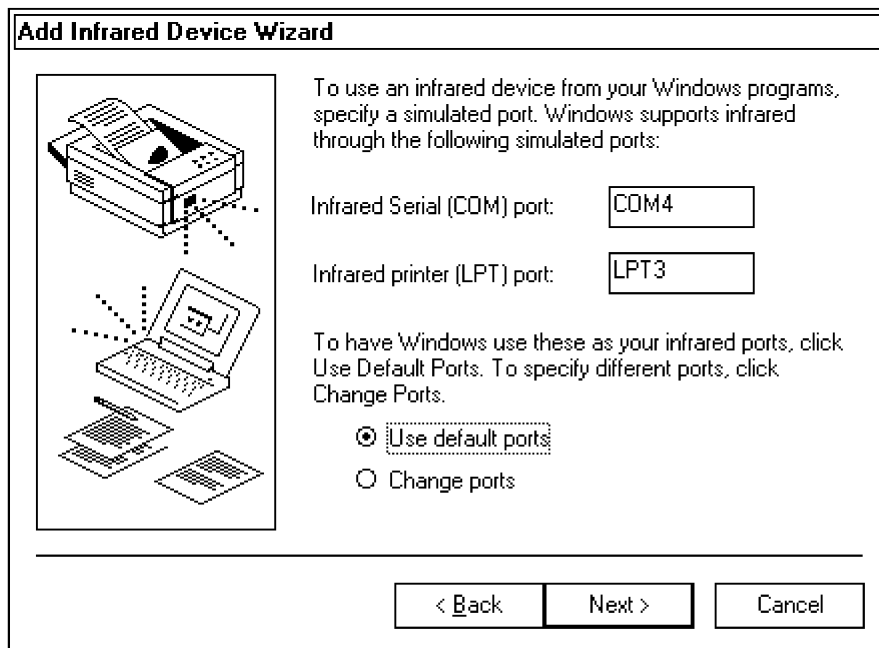 Add Infrared Device Wizard
To use an infrared device from your Windows programs,
specify a simulated port. Windows supports infrared
through the following simulated ports:
Infrared Serial (COM) port:
COM4
Infrared printer (LPT) port:
LPT3
To have Windows use these as your infrared ports, click
Use Default Ports. To specify different ports, click
Change Ports.
Use default ports
Change ports
< Back
Next >
Cancel